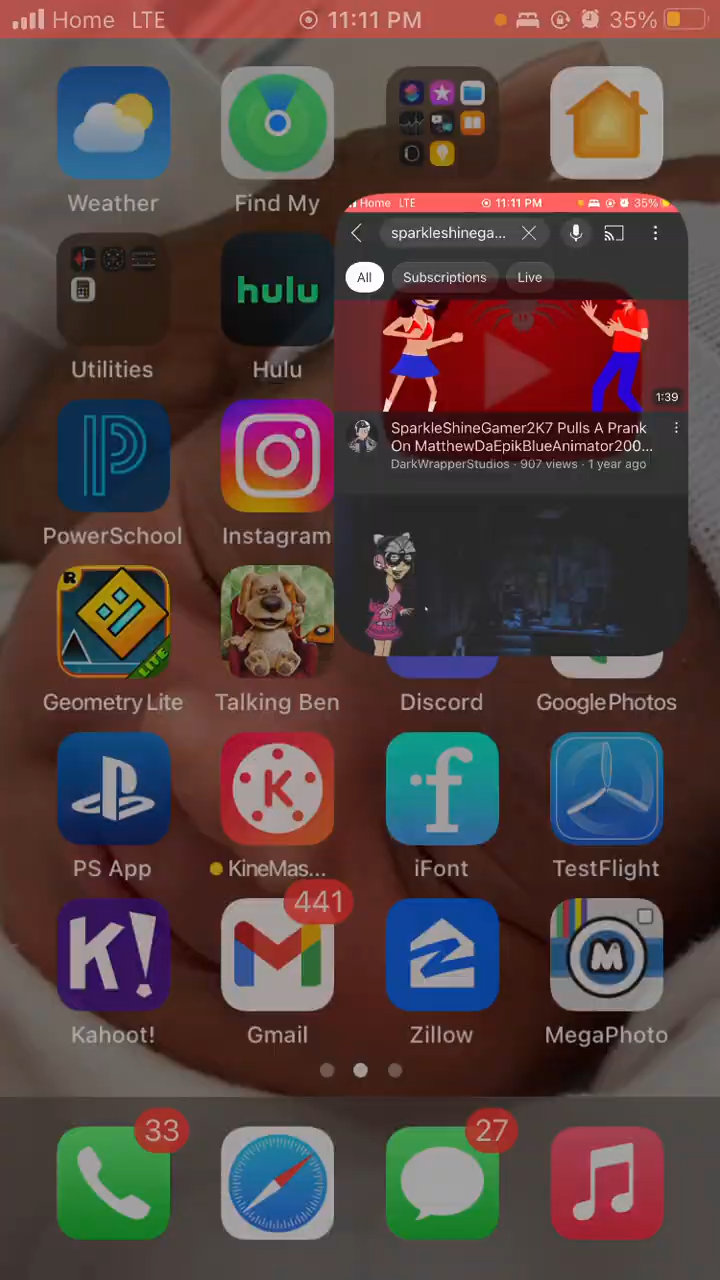 Home LTE 11:11 PM 35%
Weather
Find My
Home LTE 11:11 PM 35%
sparkleshinega...
All Subscriptions Live
1:39
SparkleShineGamer2K7 Pulls A Prank
On MatthewDaEpikBlueAnimator200...
DarkWrapperStudios · 907 views · 1 year ago
hulu
Utilities
Hulu
PowerSchool
Instagram
R
LITE
Geometry Lite
Talking Ben
Discord
Google Photos
K
f
PS App
KineMas...
iFont
TestFlight
K!
441
M
Kahoot!
Gmail
Zillow
MegaPhoto
33
27